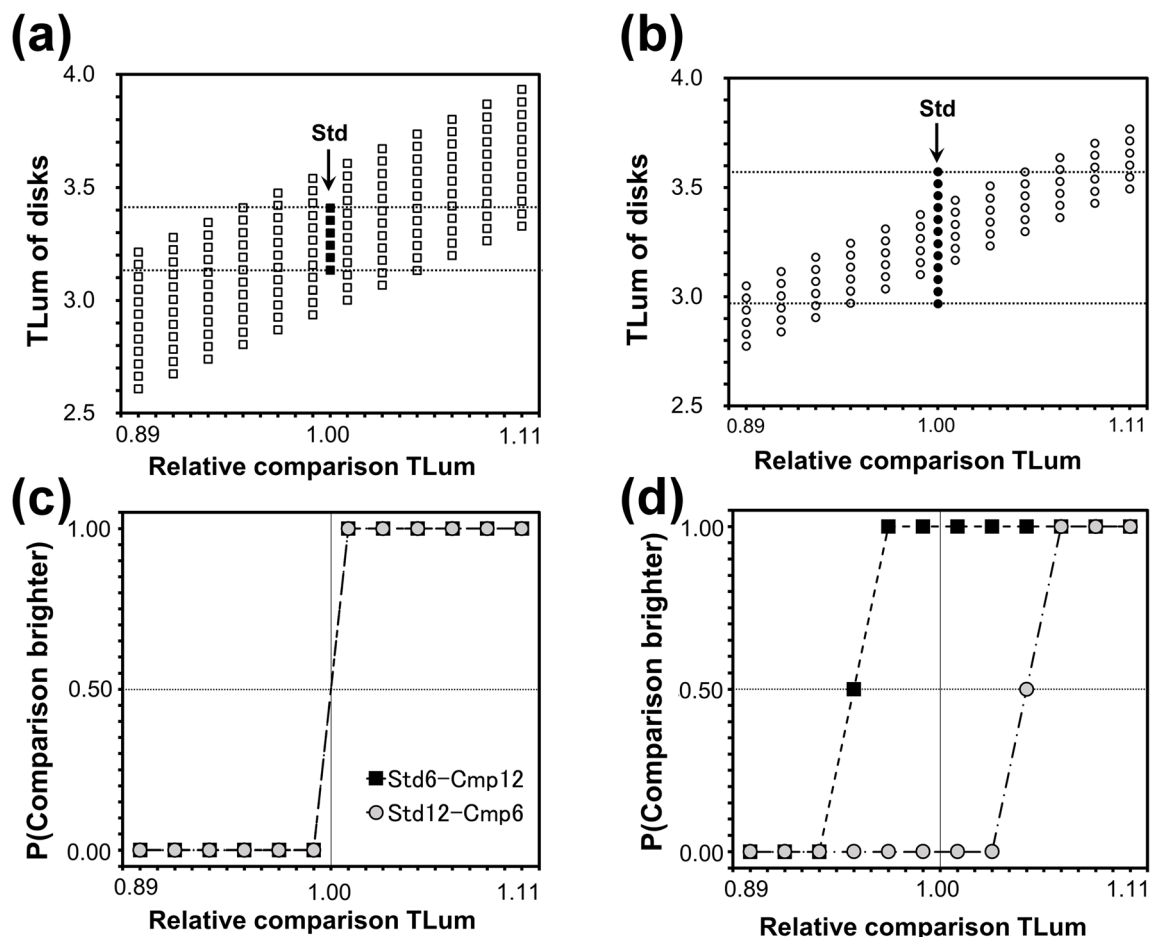 (a)
4.0
3.5
3.0
2.5
TLum of disks
Std
0.89
1.00
1.11
Relative comparison TLum
(b)
4.0
3.5
3.0
2.5
TLum of disks
Std
0.89
1.00
1.11
Relative comparison TLum
(c)
1.00
0.50
0.00
P(Comparison brighter)
Std6-Cmp12
Std12-Cmp6
0.89
1.00
1.11
Relative comparison TLum
(d)
1.00
0.50
0.00
P(Comparison brighter)
0.89
1.00
1.11
Relative comparison TLum